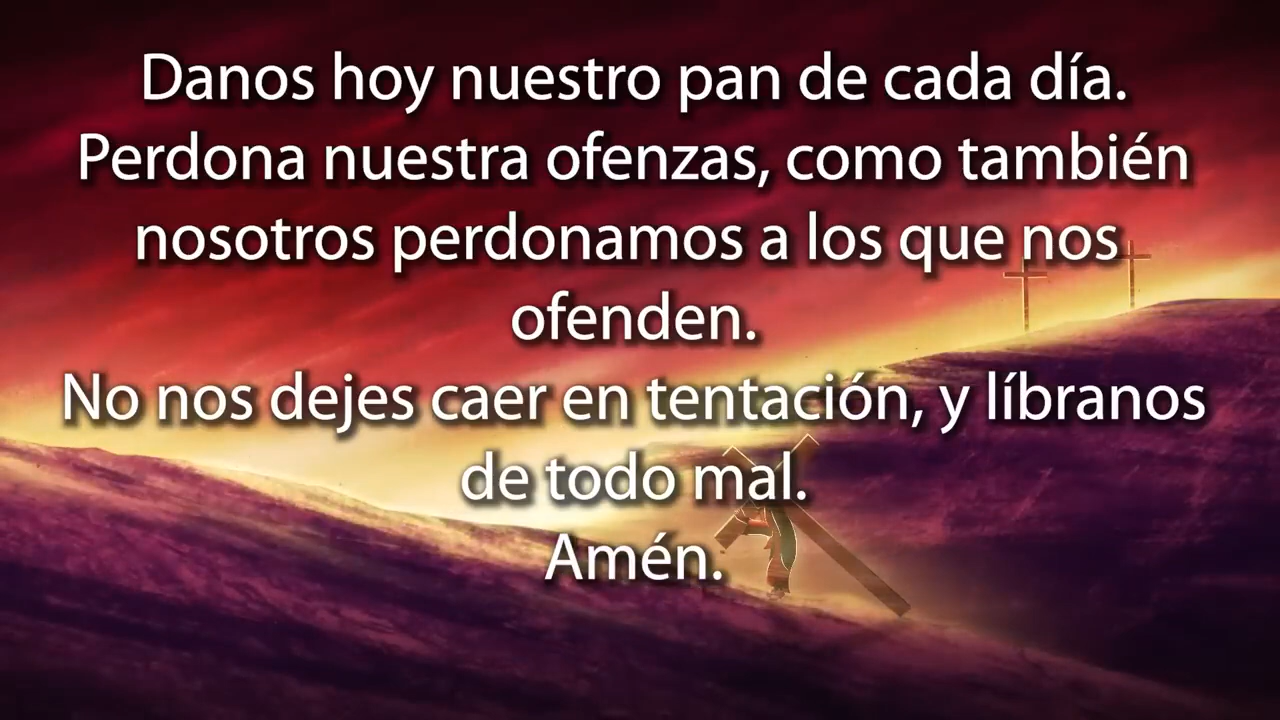 Danos hoy nuestro pan de cada día.
Perdona nuestra ofenzas, como también
nosotros perdonamos a los que nos
ofenden.
No nos dejes caer en tentación, y líbranos
de todo mal.
Amén.